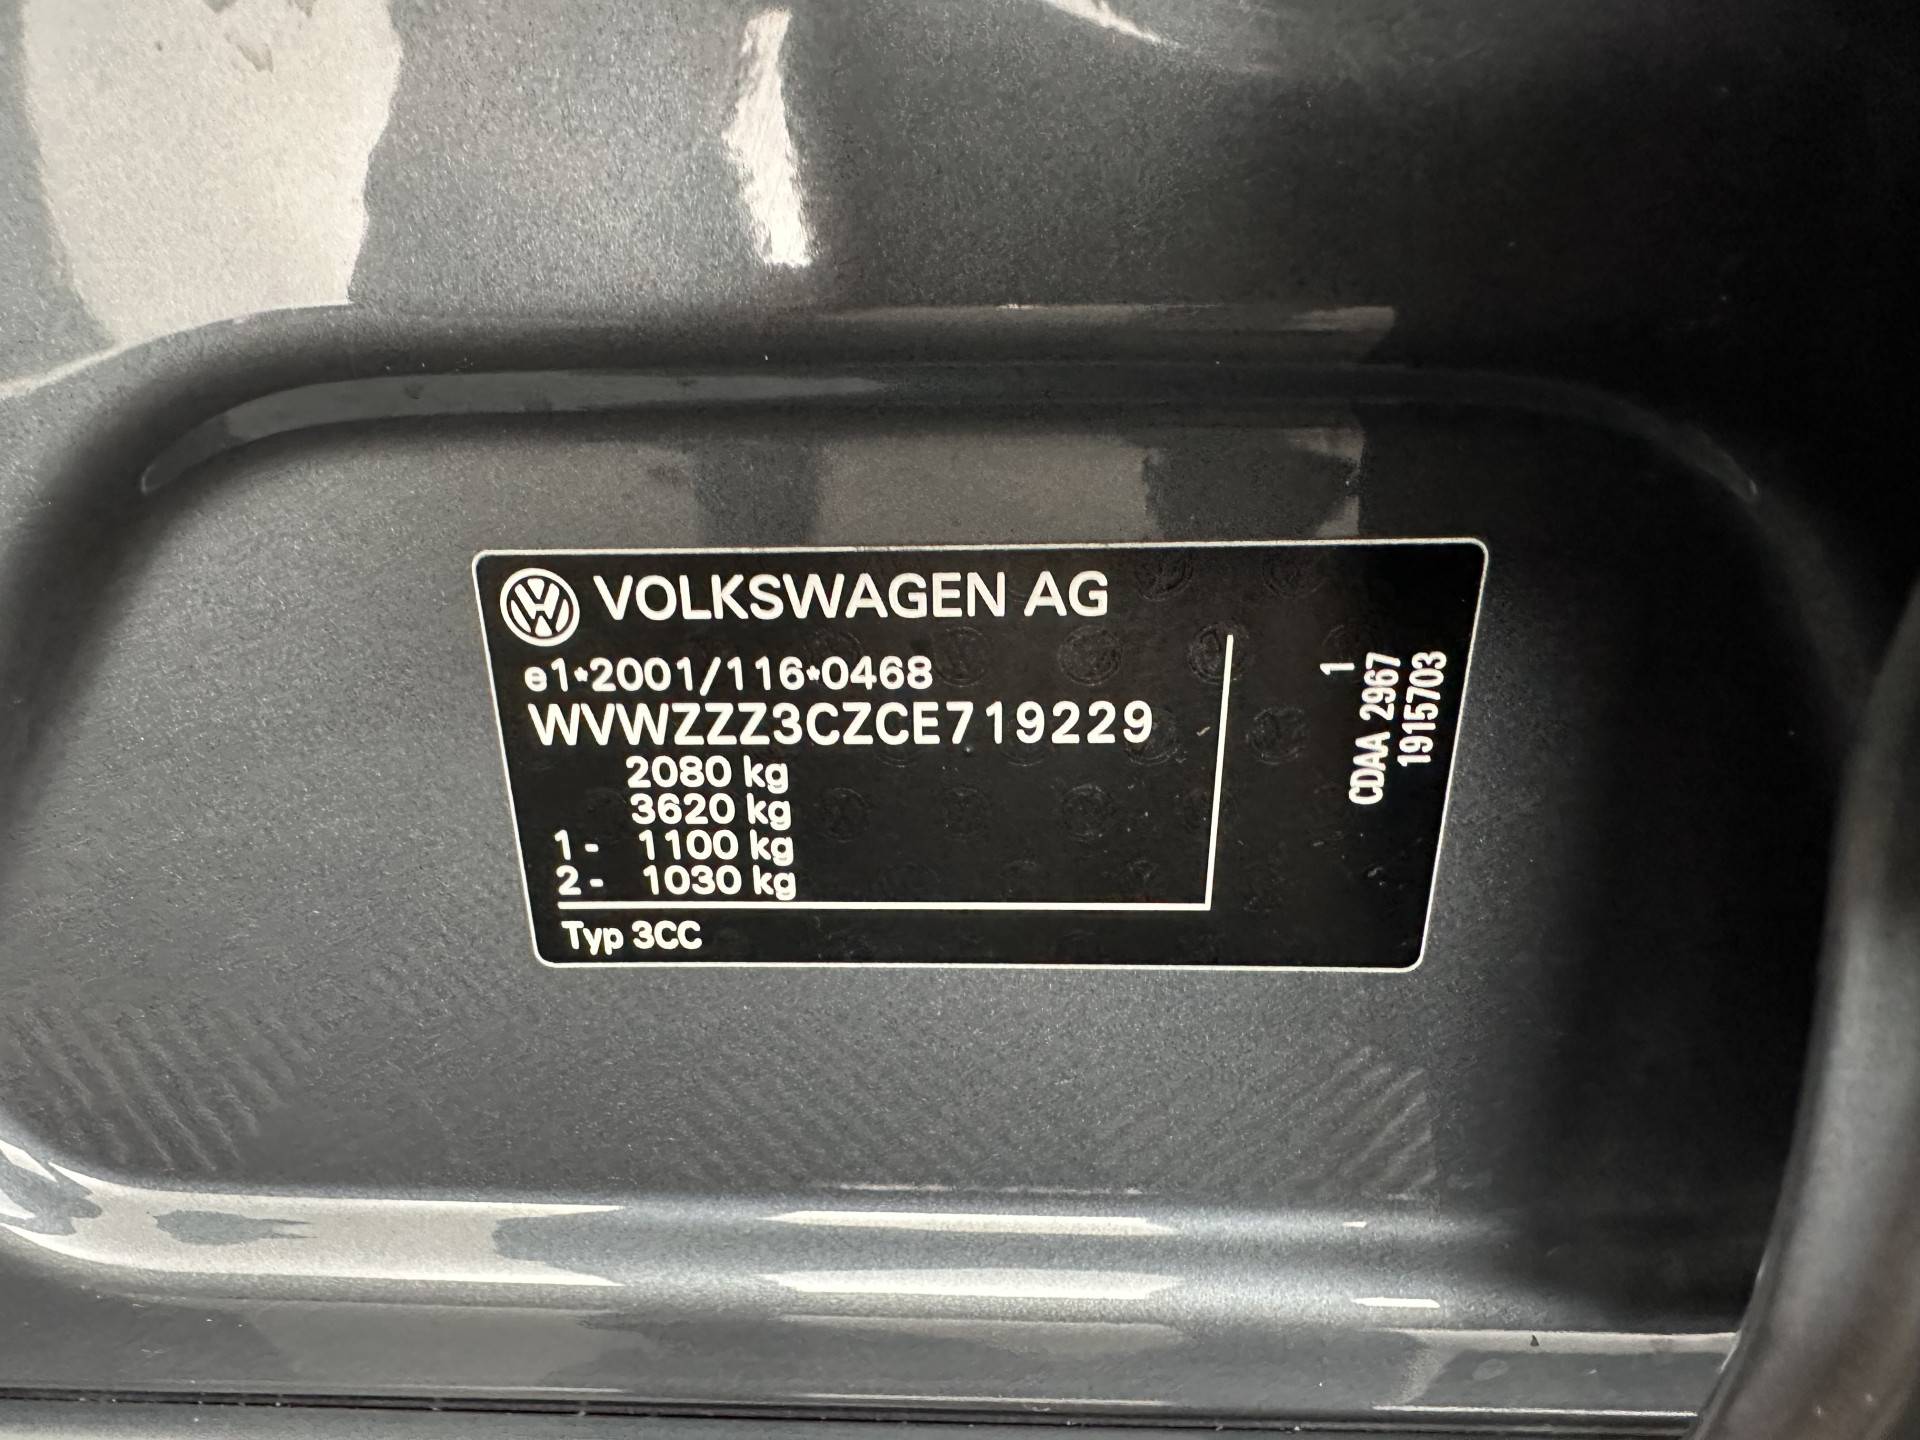 VOLKSWAGEN AG
e1*2001/116*0468
WVWZZZ3CZCE719229
2080 kg
3620 kg
1- 1100 kg
2- 1030 kg
Typ 3CC
1
CDAA 2967
1915703